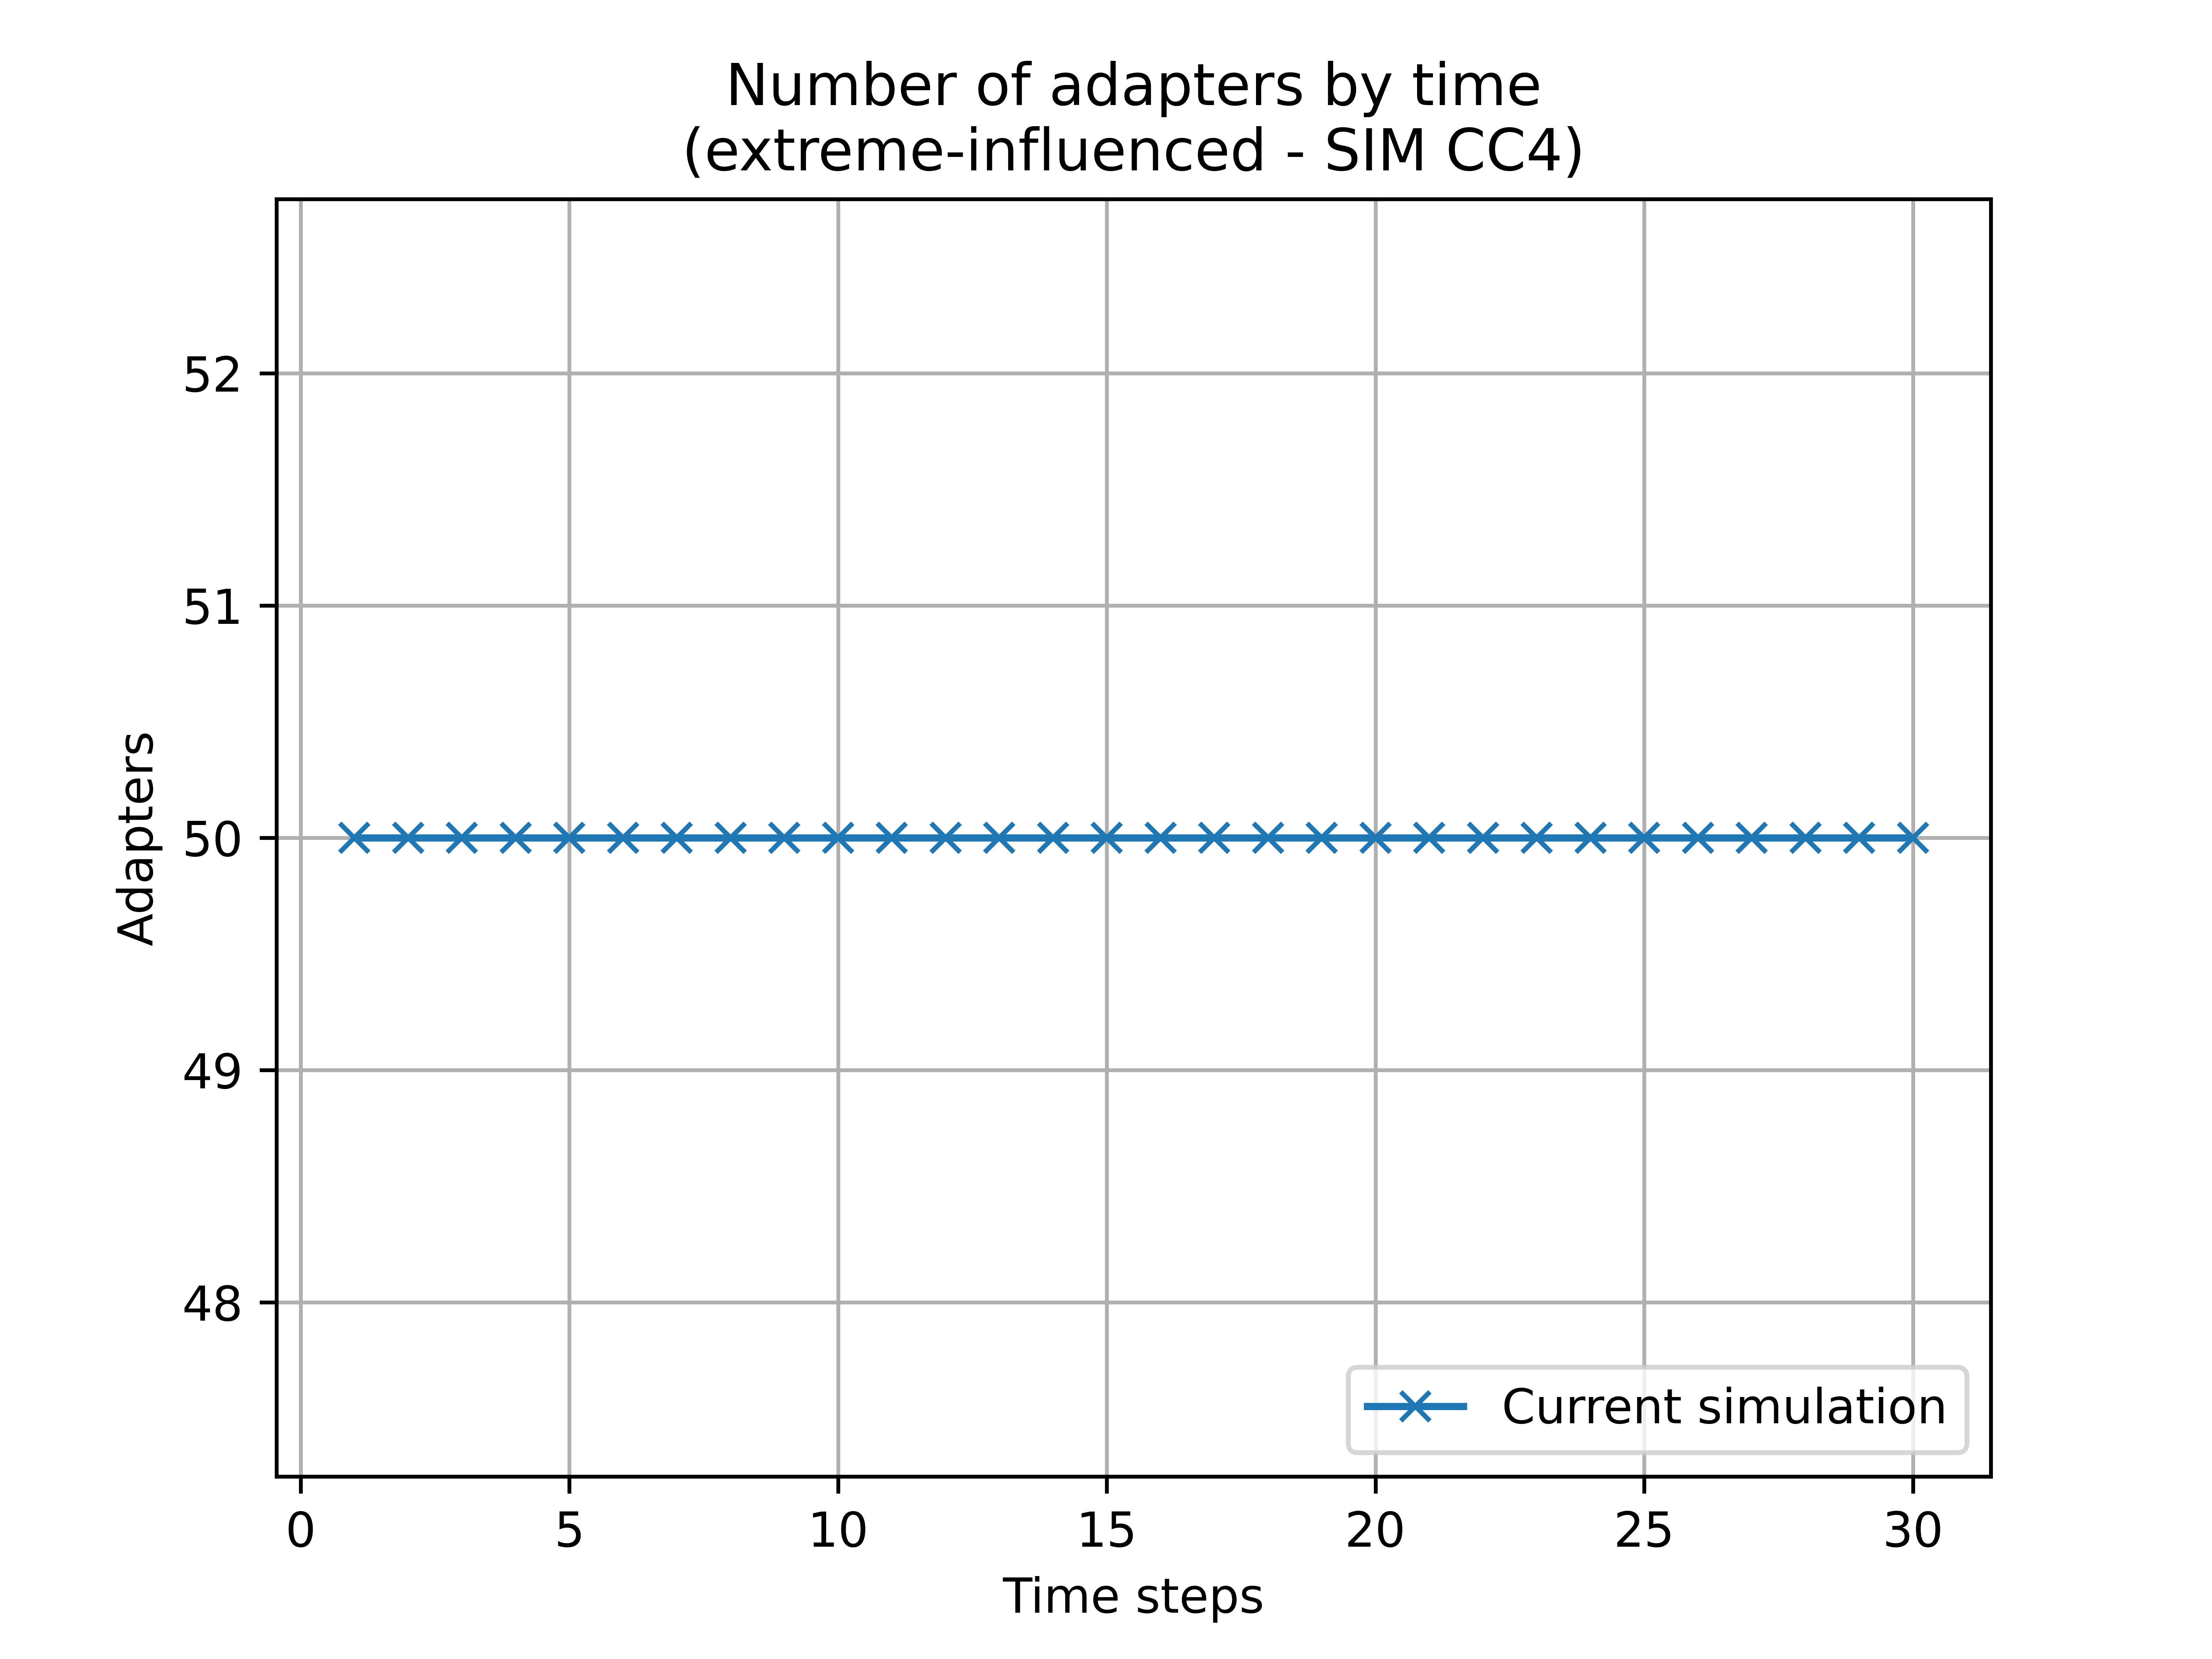 Number of adapters by time
(extreme-influenced - SIM CC4)
52
51
50
49
48
Adapters
Current simulation
0 5 10 15 20 25 30
Time steps